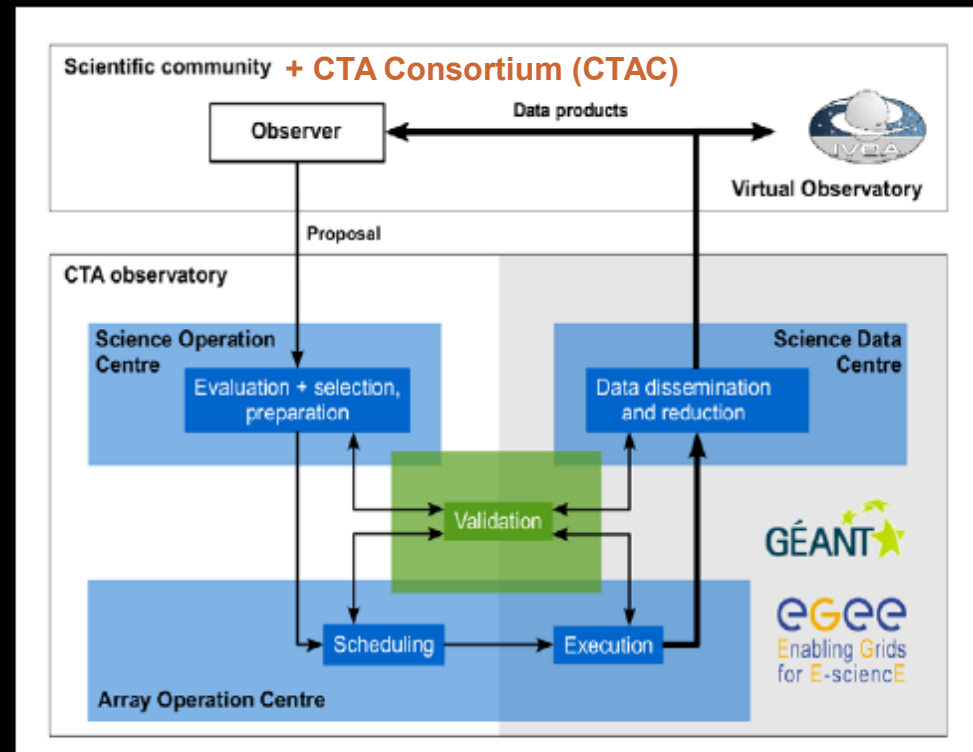 Scientific community + CTA Consortium (CTAC)
Data products
Observer
Virtual Observatory
Proposal
CTA observatory
Science Operation
Centre
Science Data
Centre
Evaluation + selection,
preparation
Data dissemination
and reduction
Validation
GÉANT
Scheduling
Execution
eGee
Enabling Grids
for E-sciencE
Array Operation Centre